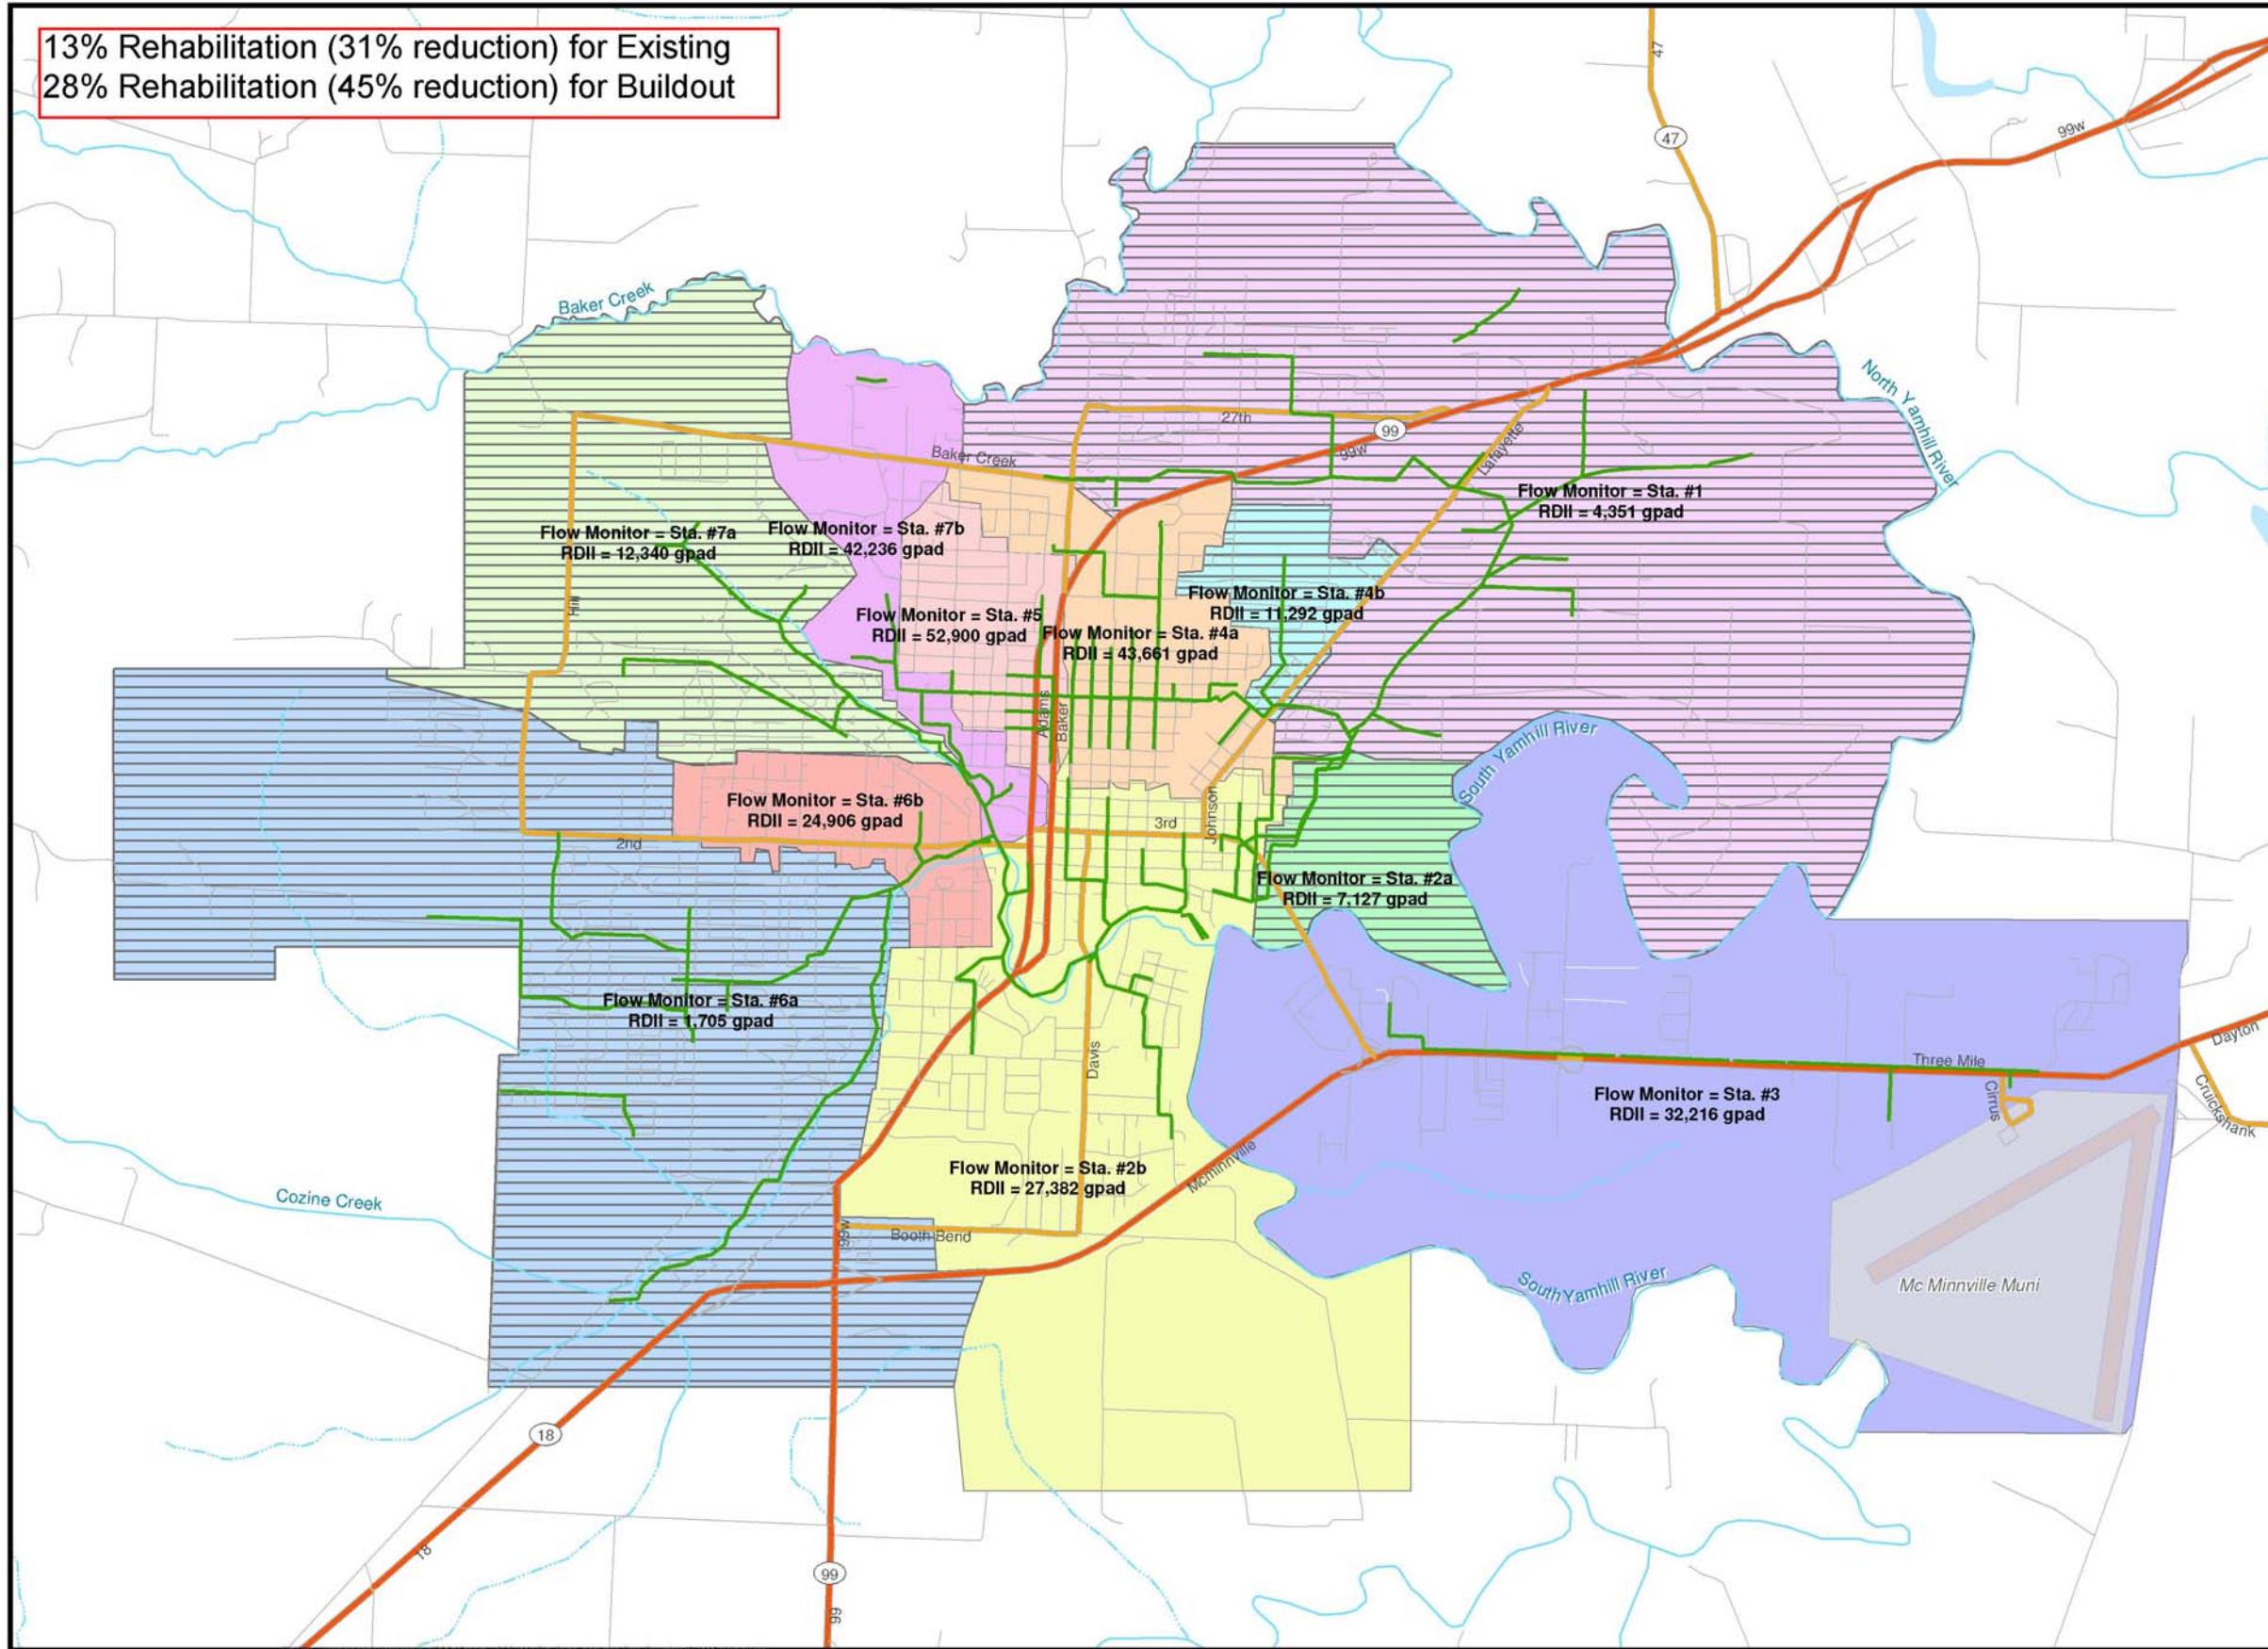 13% Rehabilitation (31% reduction) for Existing
28% Rehabilitation (45% reduction) for Buildout
47
47
99w
Baker Creek
North Yamhill River
27th
99
99w
Lafayette
Baker Creek
Flow Monitor = Sta. #1
RDII = 4,351 gpad
Flow Monitor = Sta. #7a
RDII = 12,340 gpad
Flow Monitor = Sta. #7b
RDII = 42,236 gpad
Hill
Flow Monitor = Sta. #4b
RDII = 11,292 gpad
Flow Monitor = Sta. #5
RDII = 52,900 gpad
Flow Monitor = Sta. #4a
RDII = 43,661 gpad
Adams
Baker
South Yamhill River
Flow Monitor = Sta. #6b
RDII = 24,906 gpad
Johnson
3rd
2nd
Flow Monitor = Sta. #2a
RDII = 7,127 gpad
Flow Monitor = Sta. #6a
RDII = 1,705 gpad
Davis
Three Mile
Dayton
Cirrus
Cruickshank
Flow Monitor = Sta. #3
RDII = 32,216 gpad
Mcminnville
Flow Monitor = Sta. #2b
RDII = 27,382 gpad
Cozine Creek
99w
Booth Bend
South Yamhill River
Mc Minnville Muni
18
18
99
99